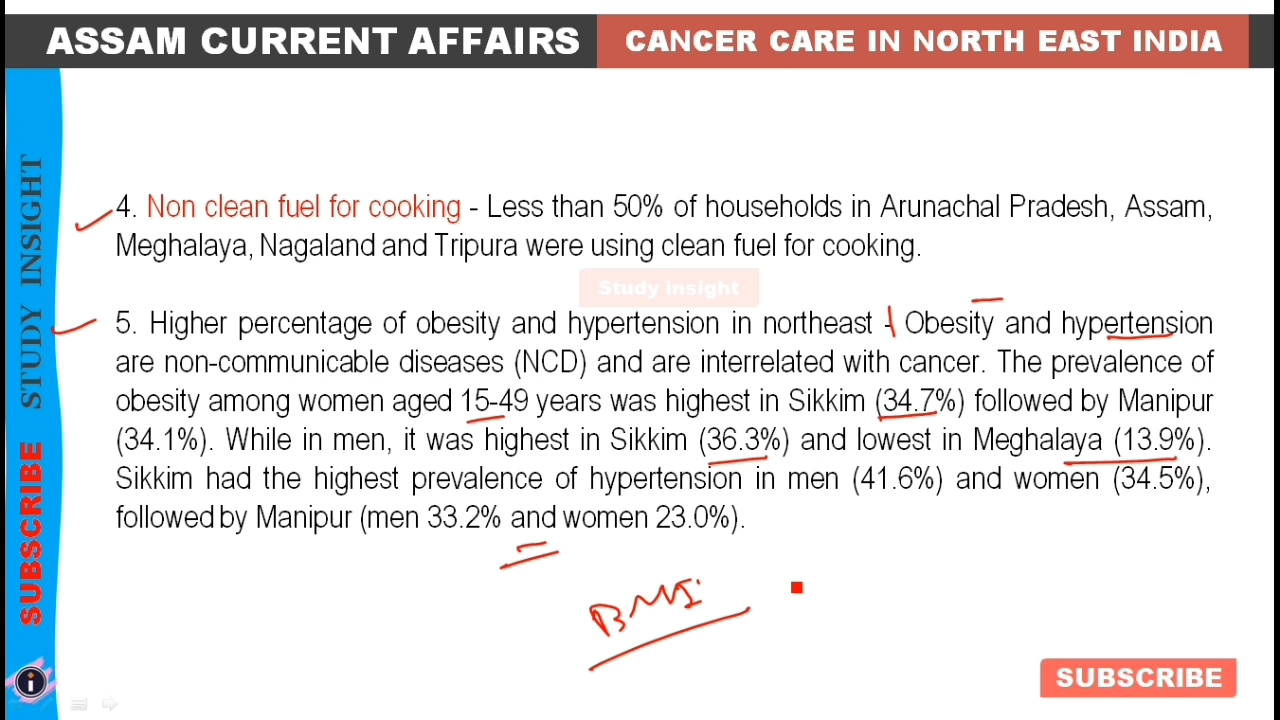 ASSAM CURRENT AFFAIRS
CANCER CARE IN NORTH EAST INDIA
4. Non clean fuel for cooking - Less than 50% of households in Arunachal Pradesh, Assam,
Meghalaya, Nagaland and Tripura were using clean fuel for cooking.
Study insight
5. Higher percentage of obesity and hypertension in northeast - Obesity and hypertension
are non-communicable diseases (NCD) and are interrelated with cancer. The prevalence of
obesity among women aged 15-49 years was highest in Sikkim (34.7%) followed by Manipur
(34.1%). While in men, it was highest in Sikkim (36.3%) and lowest in Meghalaya (13.9%).
Sikkim had the highest prevalence of hypertension in men (41.6%) and women (34.5%),
followed by Manipur (men 33.2% and women 23.0%).
BMI
SUBSCRIBE STUDY INSIGHT
i
SUBSCRIBE